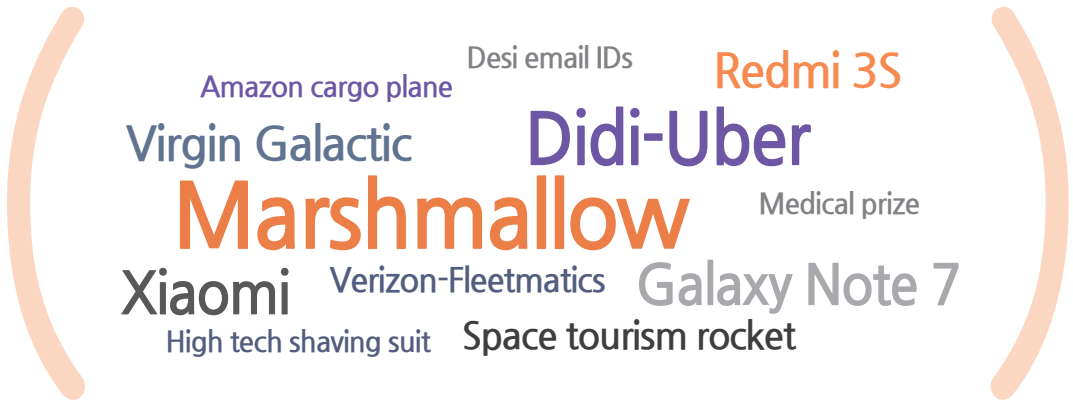 Desi email IDs
Redmi 3S
Amazon cargo plane
Virgin Galactic
Didi-Uber
Marshmallow
Medical prize
Xiaomi
Verizon-Fleetmatics
Galaxy Note 7
High tech shaving suit
Space tourism rocket